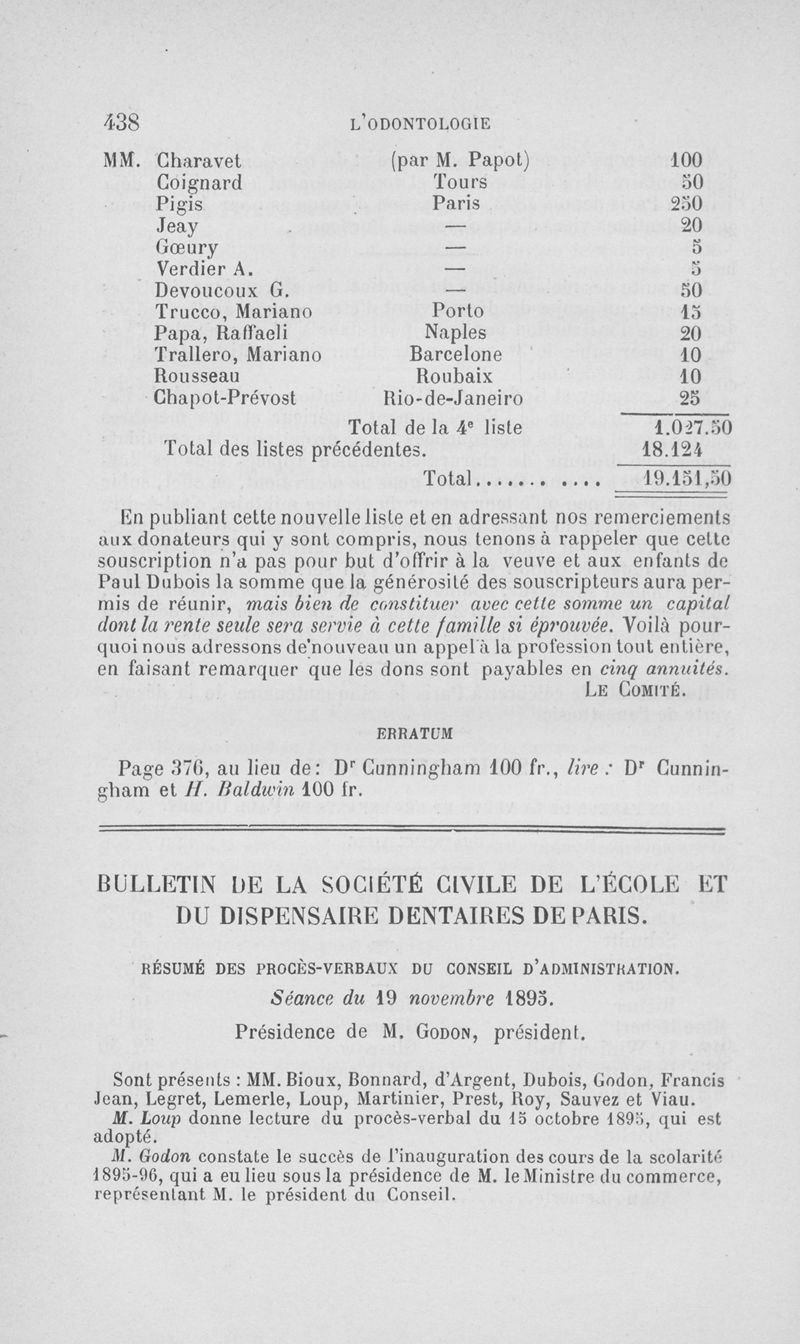 438 L'ODONTOLOGIE
MM. Charavet (par M. Papot) 100
Coignard Tours 50
Pigis Paris 250
Jeay — 20
Gœury — 5
Verdier A. — 5
Devoucoux G. — 50
Trucco, Mariano Porto 15
Papa, Raffaeli Naples 20
Trallero, Mariano Barcelone 10
Rousseau Roubaix 10
Chapot-Prévost Rio-de-Janeiro 25
Total de la 4e liste 1.027.50
Total des listes précédentes. 18.124
Total....... .... 19.151,50
En publiant cette nouvelle liste et en adressant nos remerciements
aux donateurs qui y sont compris, nous tenons à rappeler que cette
souscription n'a pas pour but d'offrir à la veuve et aux enfants de
Paul Dubois la somme que la générosité des souscripteurs aura per-
mis de réunir, mais bien de constituer avec cette somme un capital
dont la rente seule sera servie à cette famille si éprouvée. Voilà pour-
quoi nous adressons de'nouveau un appel à la profession tout entière,
en faisant remarquer que les dons sont payables en cinq annuités.
LE COMITÉ.
ERRATUM
Page 376, au lieu de: Dr Cunningham 100 fr., lire : Dr Cunnin-
gham et H. Baldwin 100 fr.
BULLETIN DE LA SOCIÉTÉ CIVILE DE L'ÉCOLE ET
DU DISPENSAIRE DENTAIRES DE PARIS.
RÉSUMÉ DES PROCÈS-VERBAUX DU CONSEIL D'ADMINISTRATION.
Séance du 19 novembre 1895.
Présidence de M. GODON, président.
Sont présents : MM. Bioux, Bonnard, d'Argent, Dubois, Godon, Francis
Jean, Legret, Lemerle, Loup, Martinier, Prest, Roy, Sauvez et Viau.
M. Loup donne lecture du procès-verbal du 15 octobre 1895, qui est
adopté.
M. Godon constate le succès de l'inauguration des cours de la scolarité
1895-96, qui a eu lieu sous la présidence de M. le Ministre du commerce,
représentant M. le président du Conseil.